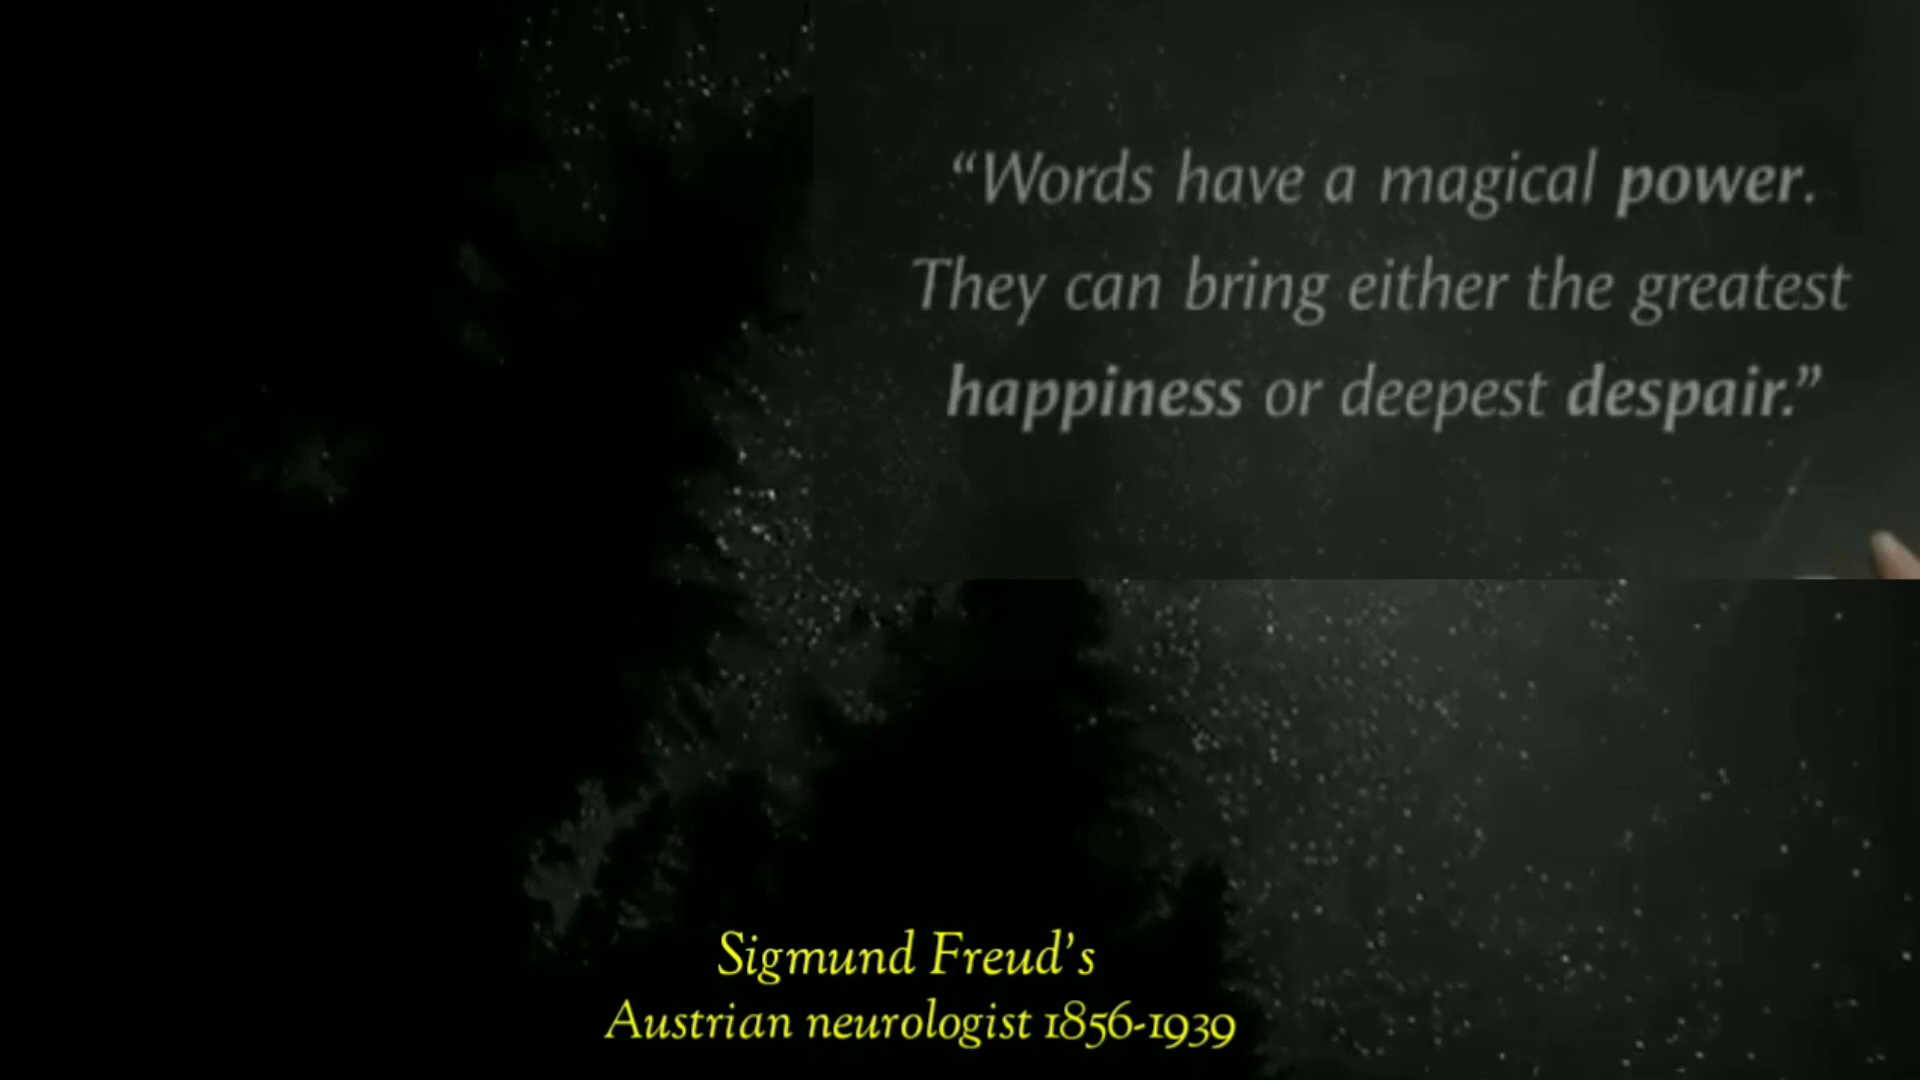 “Words have a magical power.
They can bring either the greatest
happiness or deepest despair.”
Sigmund Freud’s
Austrian neurologist 1856-1939